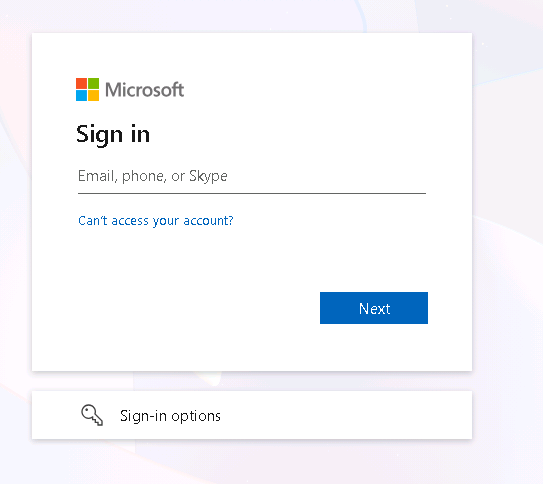 Microsoft
Sign in
Email, phone, or Skype
Can't access your account?
Next
Sign-in options